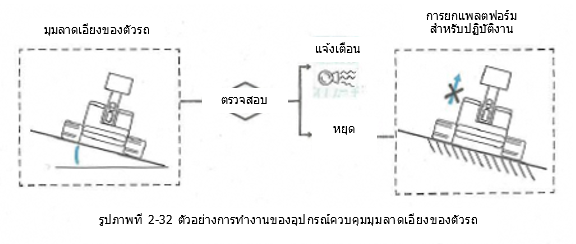 มุมลาดเอียงของตัวรถ
ตรวจสอบ
แจ้งเตือน
หยุด
การยกแพลตฟอร์ม
สำหรับปฏิบัติงาน
รูปภาพที่ 2-32 ตัวอย่างการทำงานของอุปกรณ์ควบคุมมุมลาดเอียงของตัวรถ